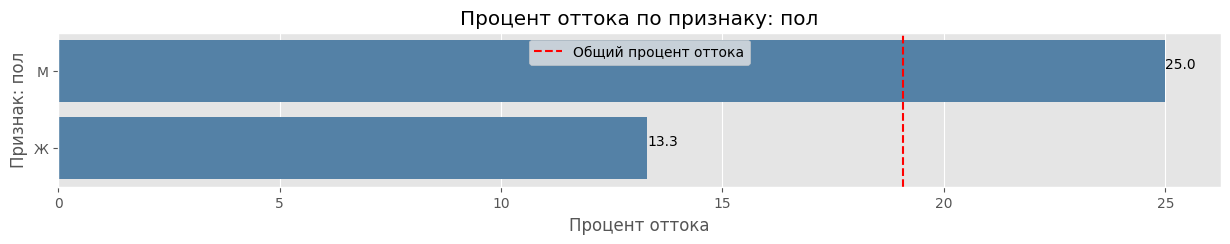 Процент оттока по признаку: пол
Общий процент оттока
Признак: пол
М
25.0
Ж
13.3
0 5 10 15 20 25
Процент оттока